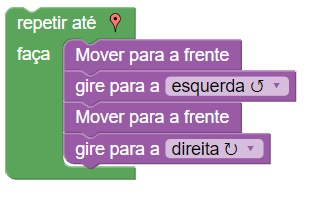 repetir até
faça
Mover para a frente
gire para a esquerda ↺
Mover para a frente
gire para a direita ↻